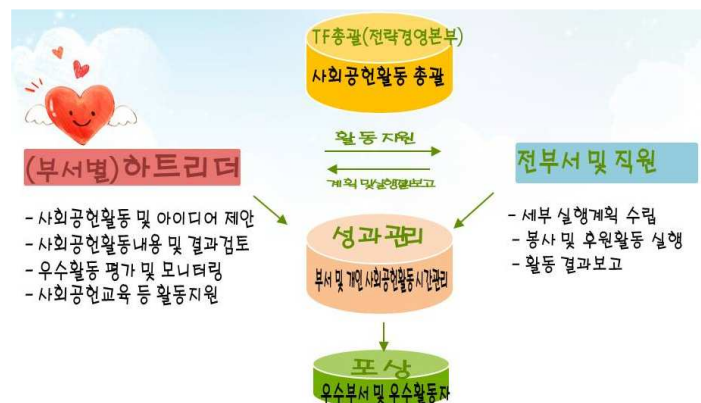 TF총괄(전략경영본부)
사회공헌활동 총괄
활동 지원
계획 및실행결과보고
(부서별)하트리더
- 사회공헌활동 및 아이디어 제안
- 사회공헌활동내용 및 결과검토
- 우수활동 평가 및 모니터링
- 사회공헌교육 등 활동지원
전부서 및 직원
- 세부 실행계획 수립
- 봉사 및 후원활동 실행
- 활동 결과보고
성과관리
부서 및 개인 사회공헌활동시간관리
포상
우수부서 및 우수활동자